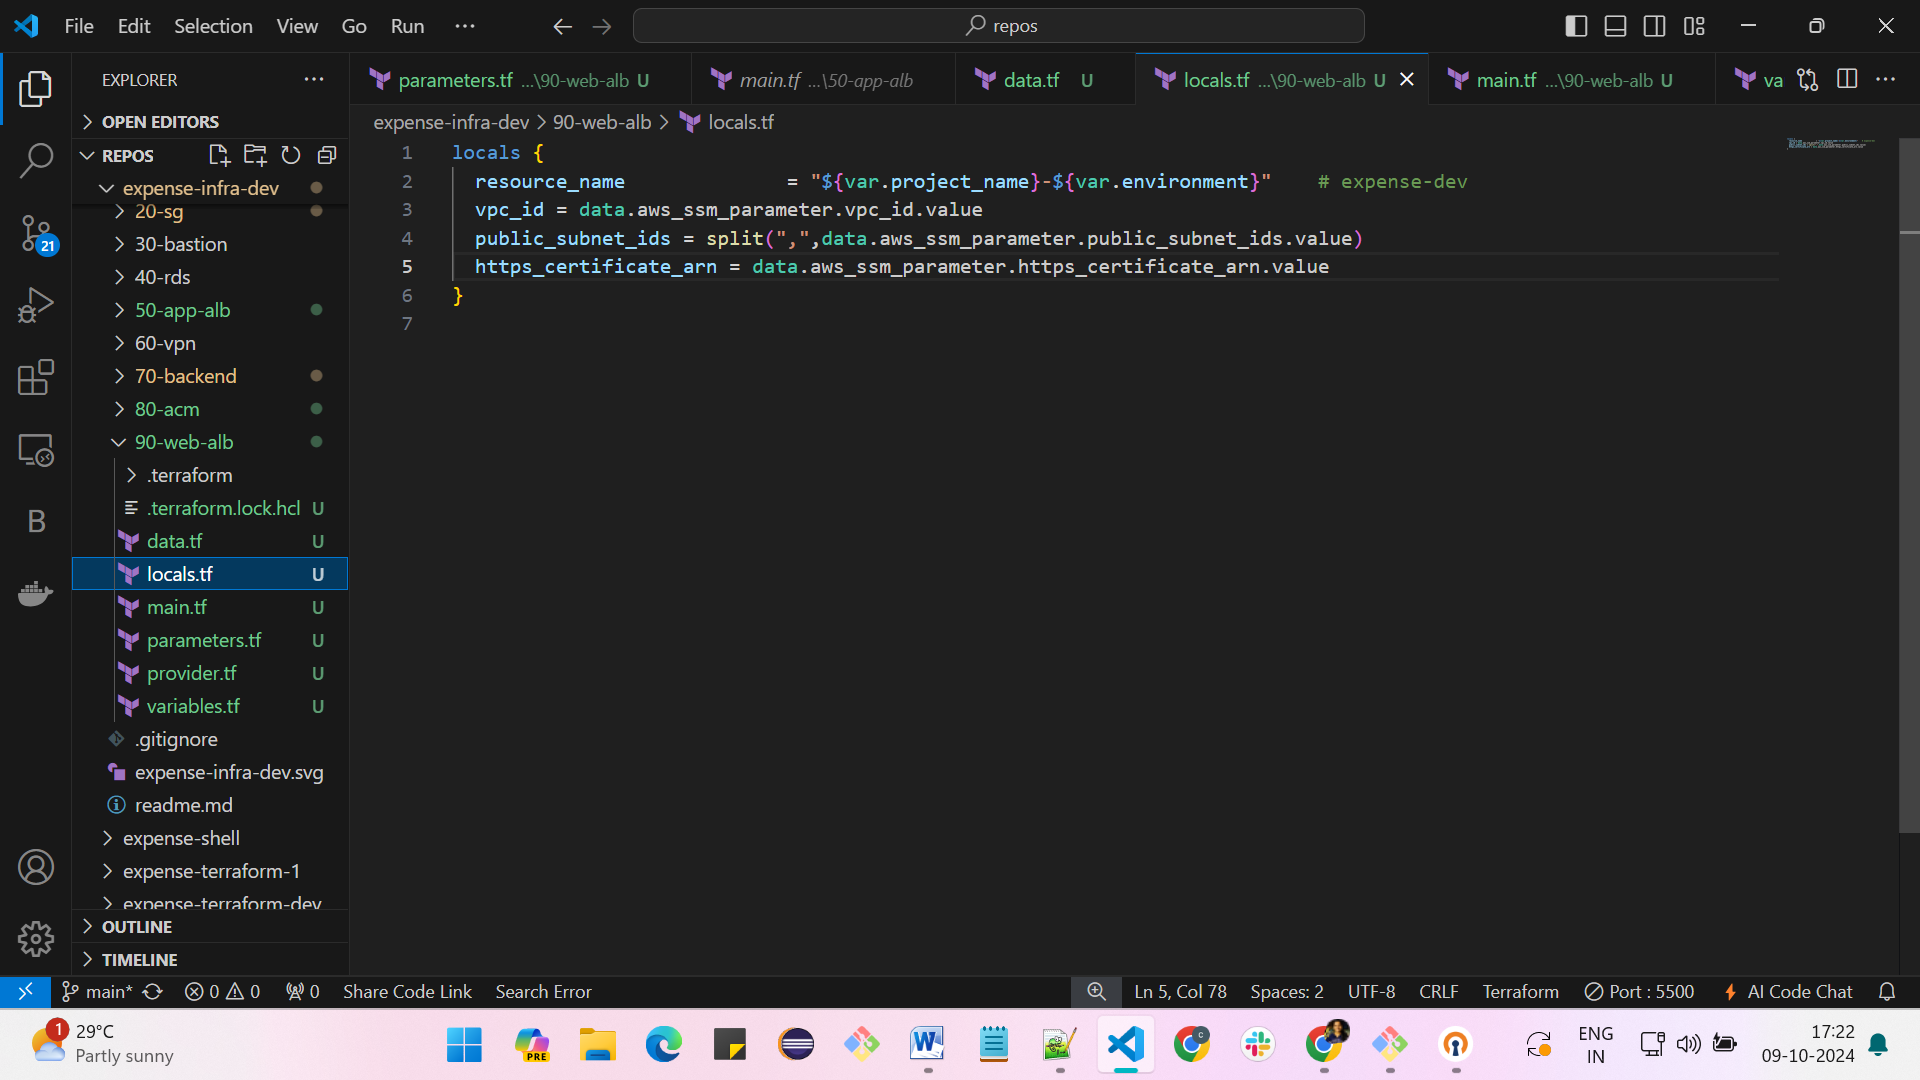 File Edit Selection View Go Run ···
repos
EXPLORER ···
OPEN EDITORS
REPOS
expense-infra-dev
20-sg
30-bastion
40-rds
50-app-alb
60-vpn
70-backend
80-acm
90-web-alb
.terraform
.terraform.lock.hcl U
data.tf U
locals.tf U
main.tf U
parameters.tf U
provider.tf U
variables.tf U
.gitignore
expense-infra-dev.svg
readme.md
expense-shell
expense-terraform-1
expense-terraform-dev
OUTLINE
TIMELINE
21
B
parameters.tf ...\90-web-alb U
main.tf ...\50-app-alb
data.tf U
locals.tf ...\90-web-alb U
main.tf ...\90-web-alb U
va
expense-infra-dev > 90-web-alb > locals.tf
1 locals {
2 resource_name = "${var.project_name}-${var.environment}" # expense-dev
3 vpc_id = data.aws_ssm_parameter.vpc_id.value
4 public_subnet_ids = split(",",data.aws_ssm_parameter.public_subnet_ids.value)
5 https_certificate_arn = data.aws_ssm_parameter.https_certificate_arn.value
6 }
7
main* 0 0 0 Share Code Link Search Error
Ln 5, Col 78 Spaces: 2 UTF-8 CRLF Terraform Port : 5500 AI Code Chat
1
29°C
Partly sunny
PRE
W
C
ENG
IN
17:22
09-10-2024